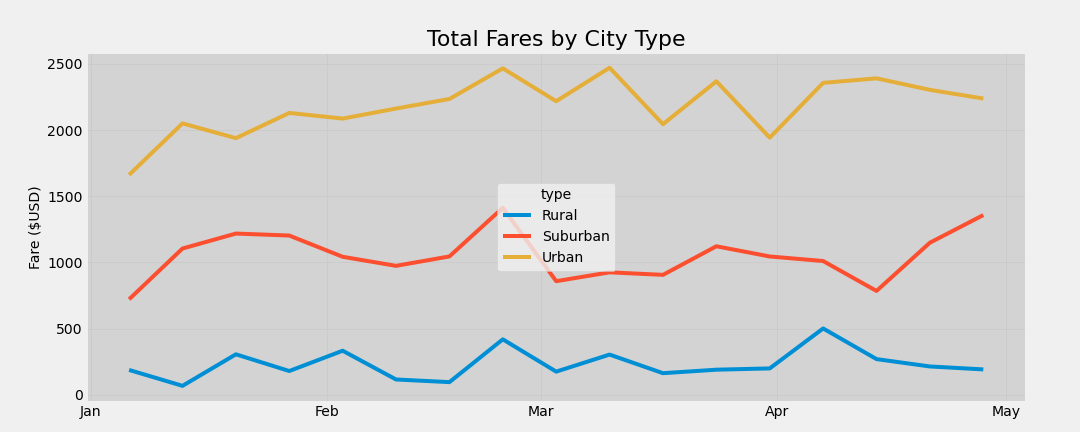 Total Fares by City Type
Fare ($USD)
2500
2000
1500
1000
500
0
type
Rural
Suburban
Urban
Jan Feb Mar Apr May